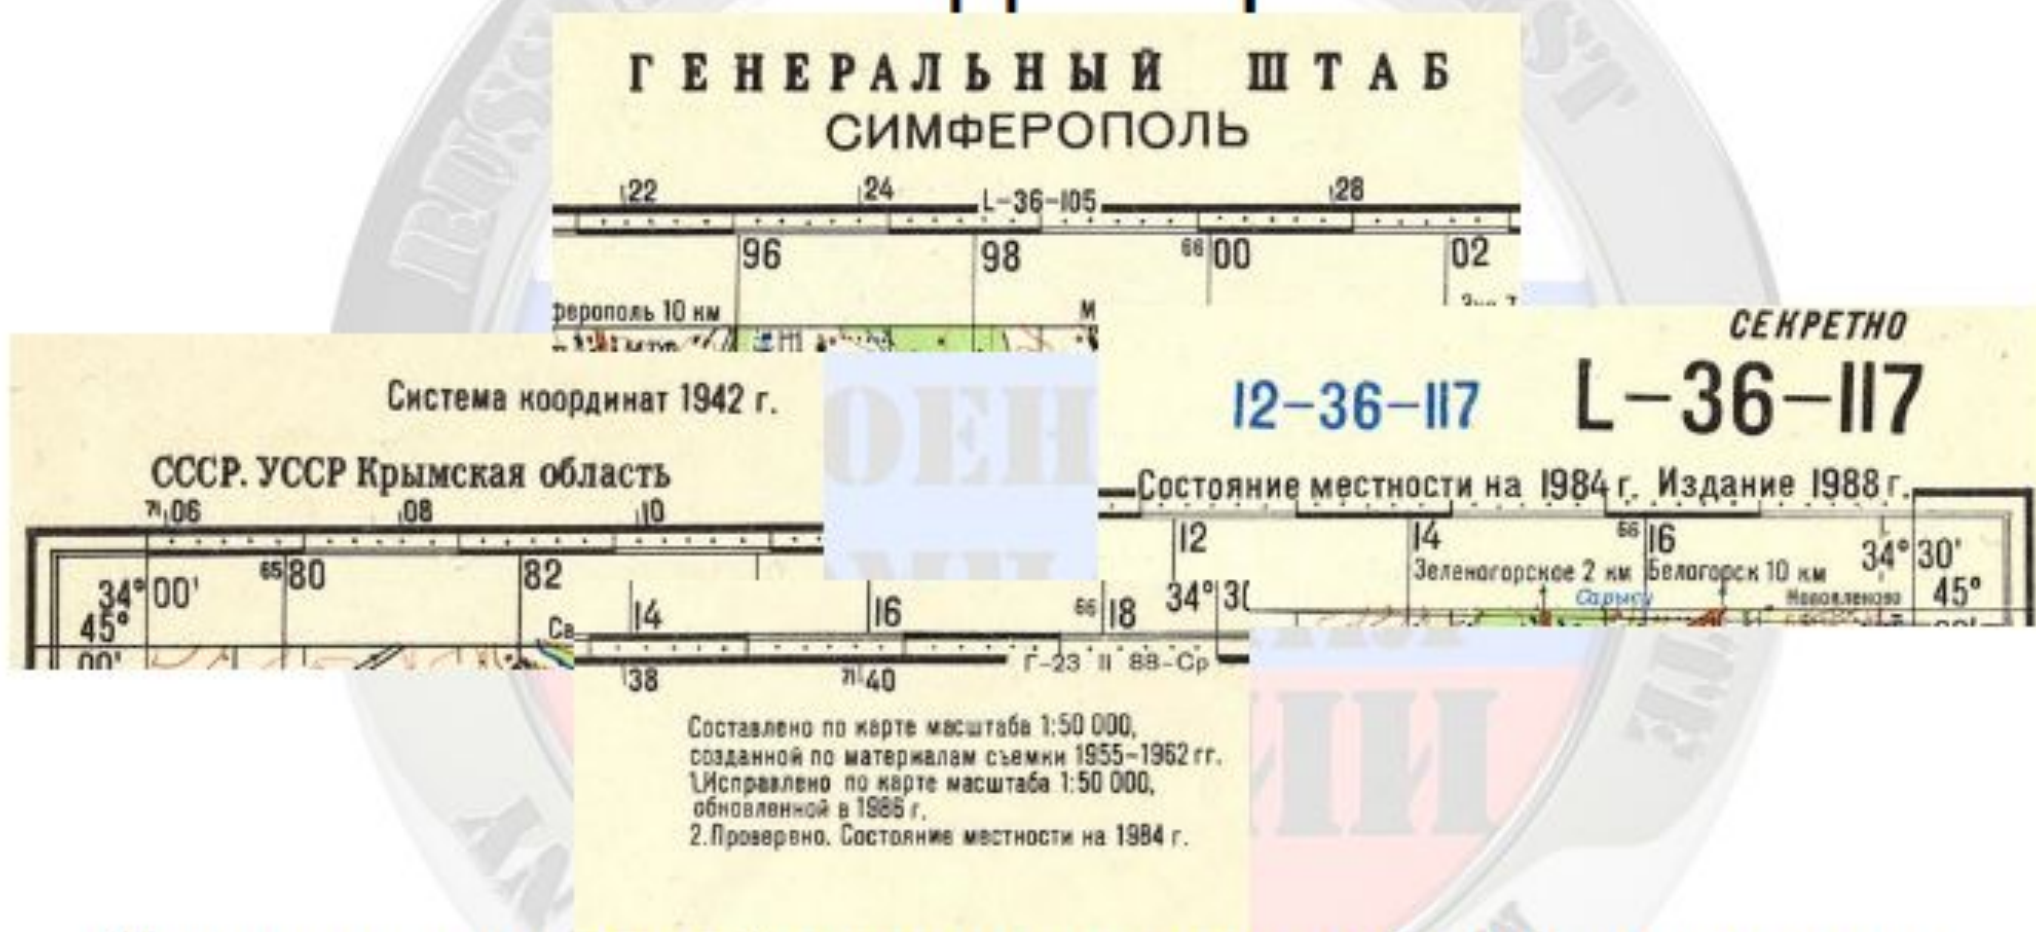 ГЕНЕРАЛЬНЫЙ ШТАБ
СИМФЕРОПОЛЬ
22 24 L-36-105 28
96 98 66 00 02
ферополь 10 км М
СЕКРЕТНО
12-36-117 L-36-117
Состояние местности на 1984 г. Издание 1988 г.
12 14 56 16 34° 30'
Зеленогорское 2 км Белогорск 10 км
Сарысу 45°
Система координат 1942 г.
СССР. УССР Крымская область
71 06 08 10
34° 00' 65 80 82
45° Св
00'
14 16 66 18 34° 30
Г-23 II 88-Ср
38 71 40
Составлено по карте масштаба 1:50 000,
созданной по материалам съемки 1955-1962 гг.
1.Исправлено по карте масштаба 1:50 000,
обновленной в 1986 г.
2.Проверено. Состояние местности на 1984 г.